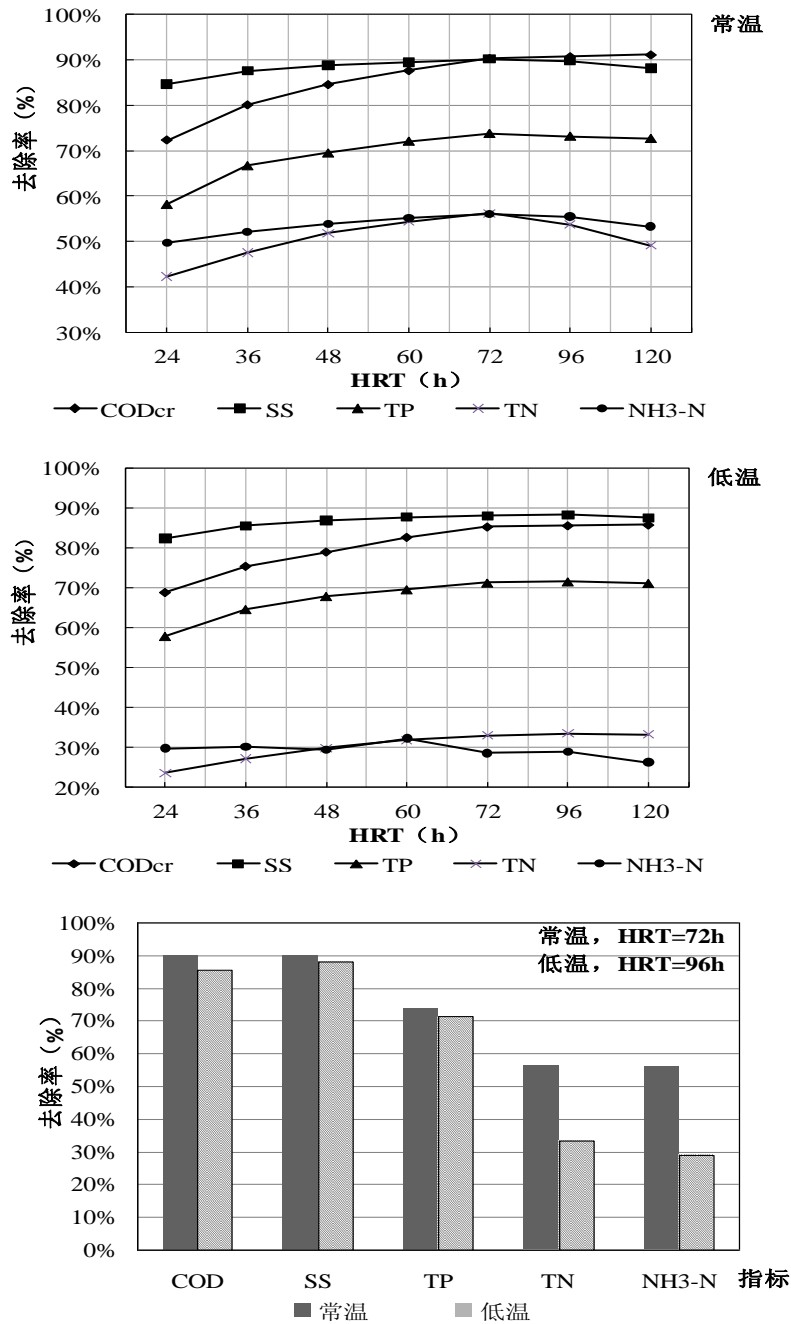 常温
100%
90%
80%
70%
60%
50%
40%
30%
去除率（%）
24 36 48 60 72 96 120
HRT（h）
CODcr SS TP TN NH3-N
低温
100%
90%
80%
70%
60%
50%
40%
30%
20%
去除率（%）
24 36 48 60 72 96 120
HRT（h）
CODcr SS TP TN NH3-N
常温，HRT=72h
低温，HRT=96h
100%
90%
80%
70%
60%
50%
40%
30%
20%
10%
0%
去除率（%）
COD SS TP TN NH3-N 指标
常温 低温